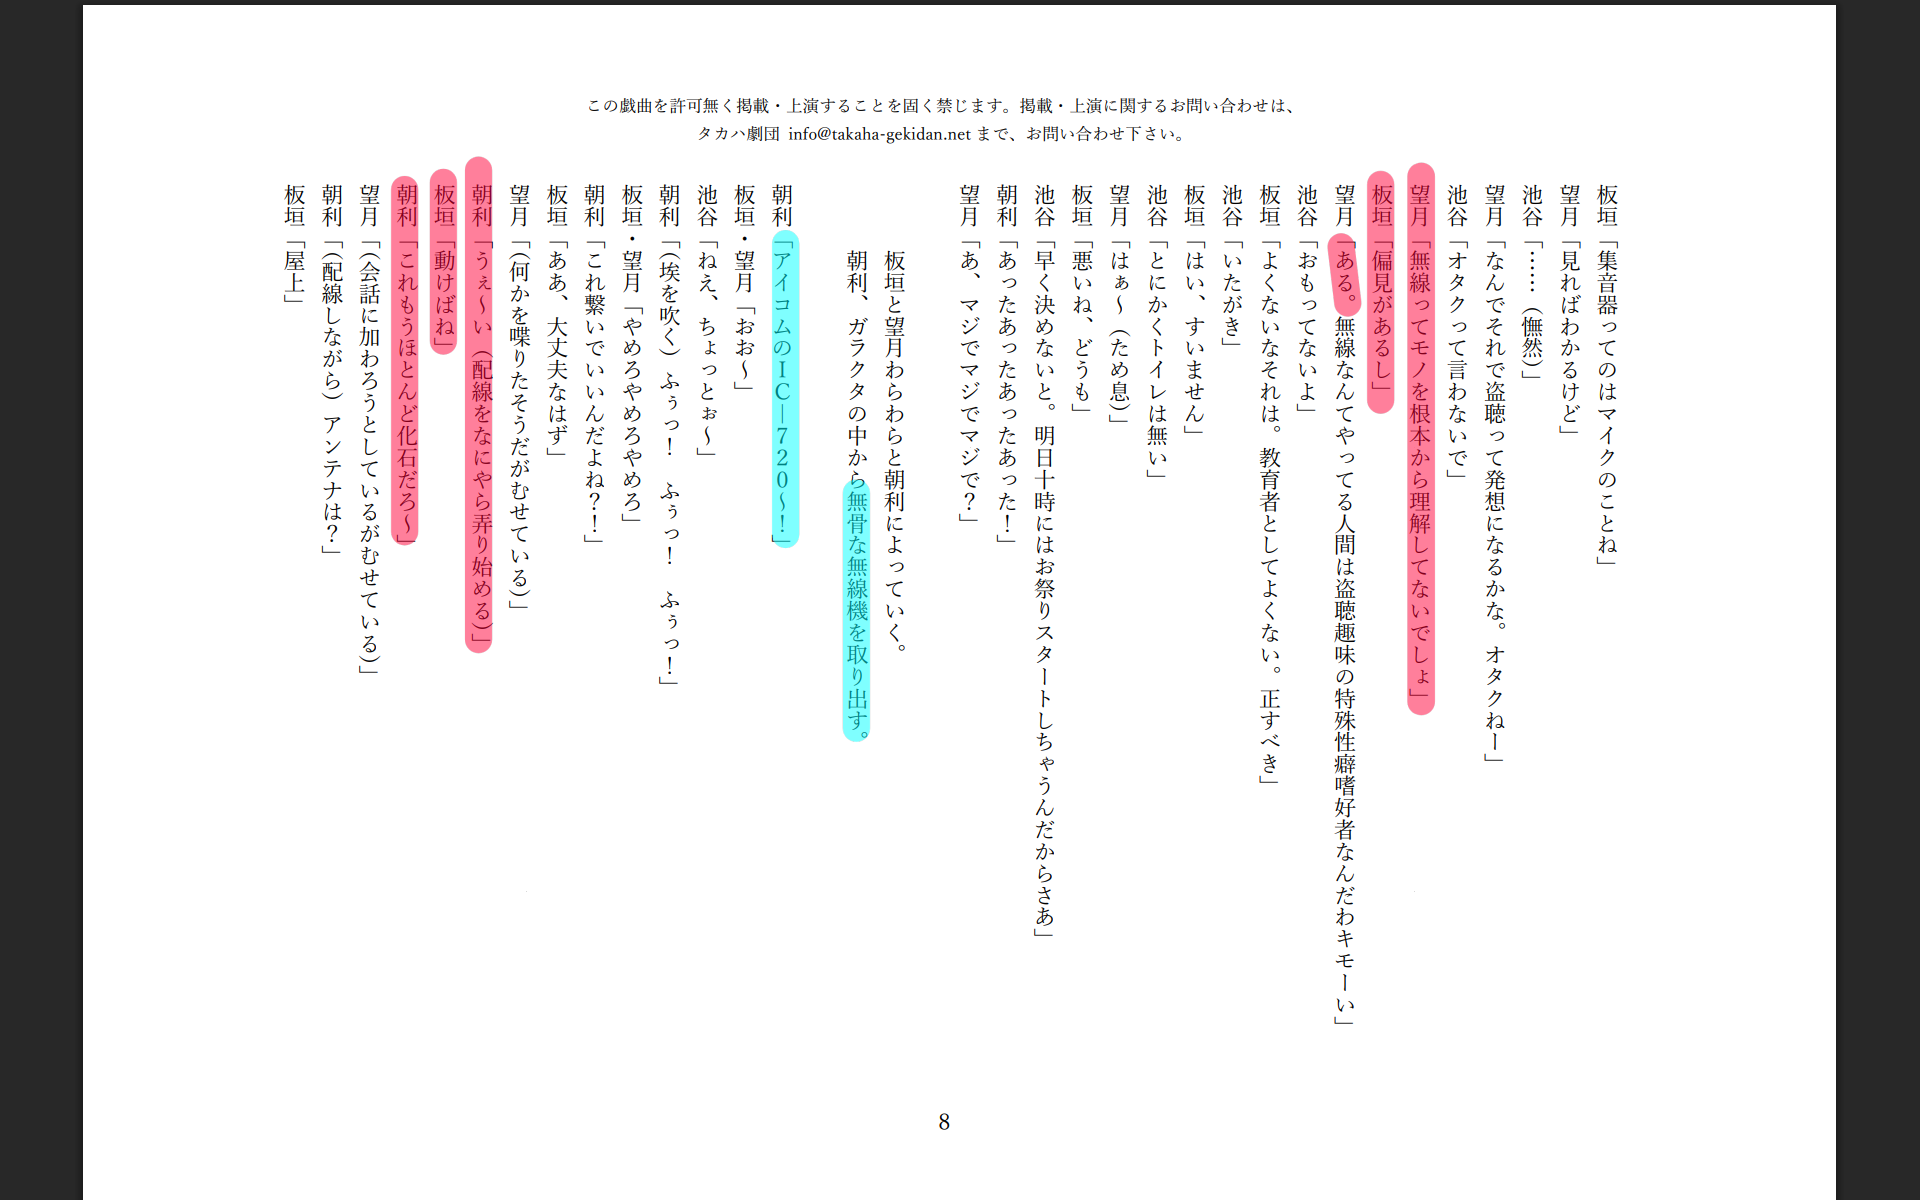 この戯曲を許可無く掲載・上演することを固く禁じます。掲載・上演に関するお問い合わせは、
タカハ劇団 info@takaha-gekidan.net まで、お問い合わせ下さい。
板垣「集音器ってのはマイクのことね」
望月「見ればわかるけど」
池谷「……（憮然）」
望月「なんでそれで盗聴って発想になるかな。オタクねー」
池谷「オタクって言わないで」
望月「無線ってモノを根本から理解してないでしょ」
板垣「偏見があるし」
望月「ある。無線なんてやってる人間は盗聴趣味の特殊性癖嗜好者なんだわキモーい」
池谷「おもってないよ」
板垣「よくないなそれは。教育者としてよくない。正すべき」
池谷「いたがき」
板垣「はい、すいません」
池谷「とにかくトイレは無い」
望月「はぁ〜（ため息）」
板垣「悪いね、どうも」
池谷「早く決めないと。明日十時にはお祭りスタートしちゃうんだからさあ」
朝利「あったあったあったあった！」
望月「あ、マジでマジでマジで？」
板垣と望月わらわらと朝利によっていく。
朝利、ガラクタの中から無骨な無線機を取り出す。
朝利「アイコムのＩＣ―７２０〜！」
板垣・望月「おお〜」
池谷「ねえ、ちょっとぉ〜」
朝利「（埃を吹く）ふぅっ！　ふぅっ！　ふぅっ！」
板垣・望月「やめろやめろやめろ」
朝利「これ繋いでいいんだよね？！」
板垣「ああ、大丈夫なはず」
望月「（何かを喋りたそうだがむせている）」
朝利「うぇ〜い（配線をなにやら弄り始める）」
板垣「動けばね」
朝利「これもうほとんど化石だろ〜」
望月「（会話に加わろうとしているがむせている）」
朝利「（配線しながら）アンテナは？」
板垣「屋上」
8